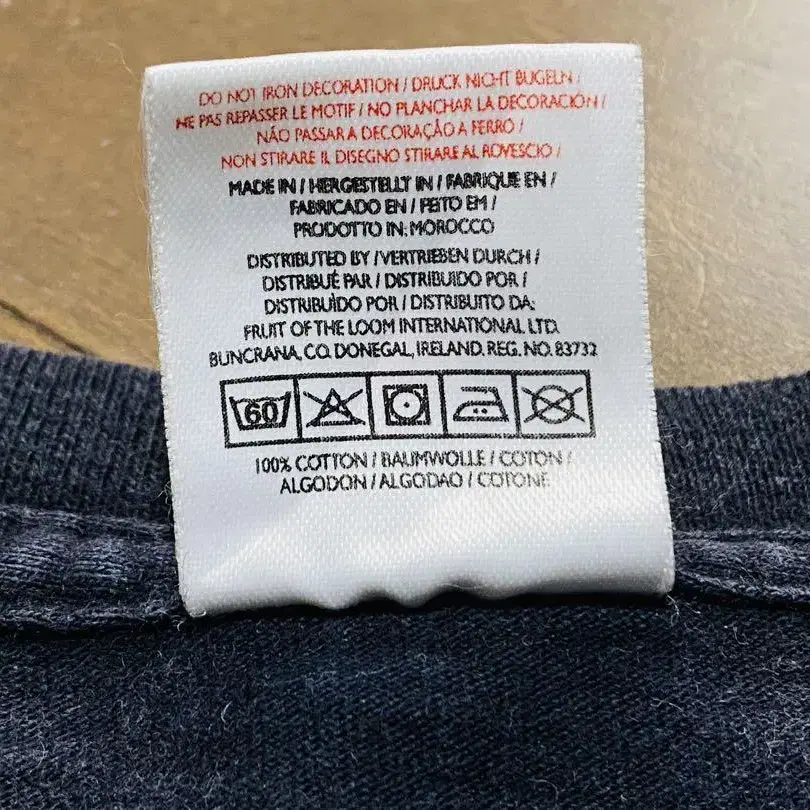 DO NOT IRON DECORATION / DRUCK NICHT BUGELN /
NE PAS REPASSER LE MOTIF / NO PLANCHAR LA DECORACION /
NÃO PASSAR A DECORAÇÃO A FERRO /
NON STIRARE IL DISEGNO STIRARE AL ROVESCIO /
MADE IN / HERGESTELLT IN / FABRIQUE EN /
FABRICADO EN / FEITO EM /
PRODOTTO IN: MOROCCO
DISTRIBUTED BY / VERTRIEBEN DURCH /
DISTRIBUÉ PAR / DISTRIBUIDO POR /
DISTRIBUÌDO POR / DISTRIBUITO DA:
FRUIT OF THE LOOM INTERNATIONAL LTD.
BUNCRANA, CO. DONEGAL, IRELAND. REG. NO. 83732
60
100% COTTON / BAUMWOLLE / COTON /
ALGODON / ALGODAO / COTONE